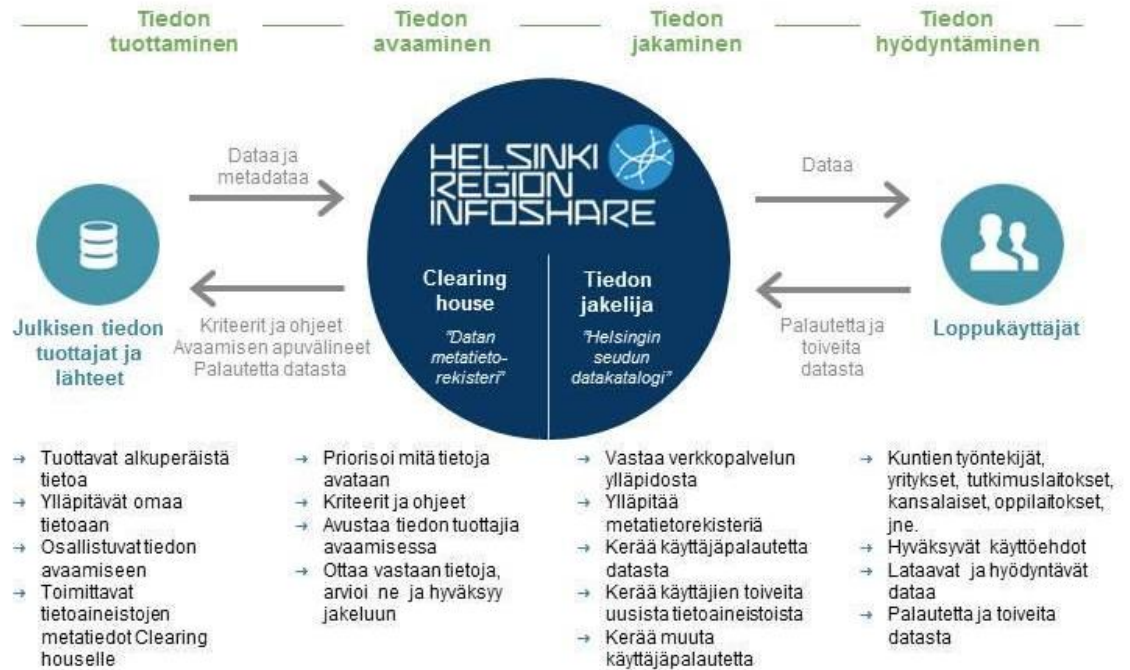 Tiedon
tuottaminen
Tiedon
avaaminen
Tiedon
jakaminen
Tiedon
hyödyntäminen
Dataa ja
metadataa
HELSINKI
REGION
INFOSHARE
Dataa
Clearing
house
"Datan
metatieto-
rekisteri"
Tiedon
jakelija
"Helsingin
seudun
datakatalogi"
Julkisen tiedon
tuottajat ja
lähteet
Kriteerit ja ohjeet
Avaamisen apuvälineet
Palautetta datasta
Palautetta ja
toiveita
datasta
Loppukäyttäjät
→ Tuottavat alkuperäistä
tietoa
→ Ylläpitävät omaa
tietoaan
→ Osallistuvat tiedon
avaamiseen
→ Toimittavat
tietoaineistojen
metatiedot Clearing
houselle
→ Priorisoi mitä tietoja
avataan
→ Kriteerit ja ohjeet
→ Avustaa tiedon tuottajia
avaamisessa
→ Ottaa vastaan tietoja,
arvioi ne ja hyväksyy
jakeluun
→ Vastaa verkkopalvelun
ylläpidosta
→ Ylläpitää
metatietorekisteriä
→ Kerää käyttäjäpalautetta
datasta
→ Kerää käyttäjien toiveita
uusista tietoaineistoista
→ Kerää muuta
käyttäjäpalautetta
→ Kuntien työntekijät,
yritykset, tutkimuslaitokset,
kansalaiset, oppilaitokset,
jne.
→ Hyväksyvät käyttöehdot
→ Lataavat ja hyödyntävät
dataa
→ Palautetta ja toiveita
datasta